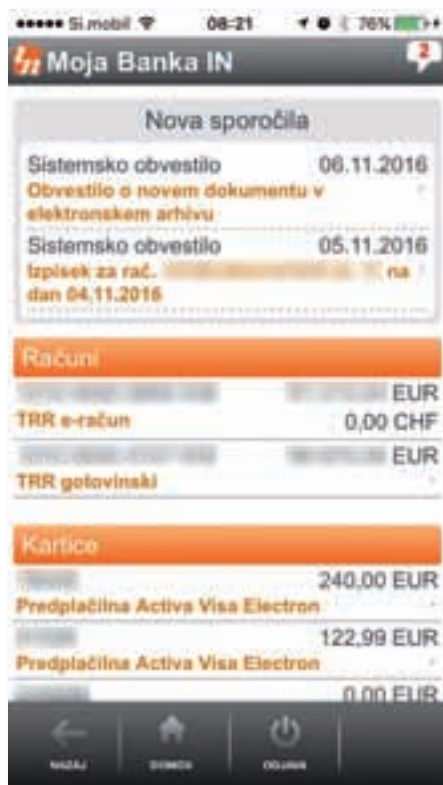 Si.mobil 08:21 76%
Moja Banka IN 2
Nova sporočila
Sistemsko obvestilo 06.11.2016
Obvestilo o novem dokumentu v
elektronskem arhivu
Sistemsko obvestilo 05.11.2016
Izpisek za rač. na
dan 04.11.2016
Računi
EUR
TRR e-račun 0,00 CHF
EUR
TRR gotovinski
Kartice
240,00 EUR
Predplačilna Activa Visa Electron
122,99 EUR
Predplačilna Activa Visa Electron
0,00 EUR
NAZAJ DOMOV ODJAVA